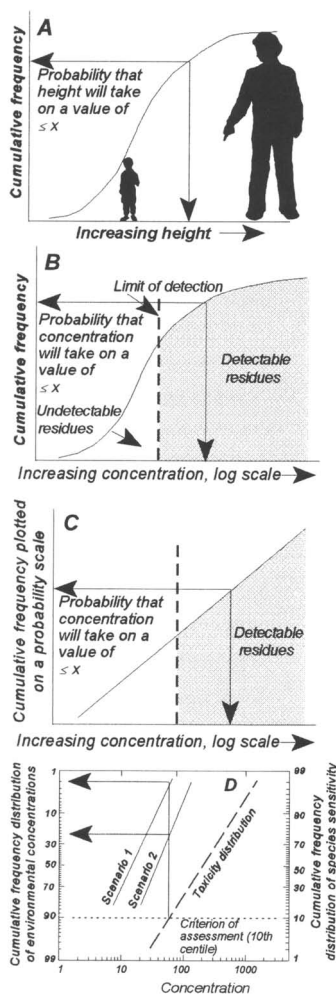 A
Cumulative frequency
Probability that
height will take
on a value of
≤ x
Increasing height
B
Cumulative frequency
Limit of detection
Probability that
concentration
will take on a
value of
≤ x
Undetectable
residues
Detectable
residues
Increasing concentration, log scale
C
Cumulative frequency plotted
on a probability scale
Probability that
concentration
will take on a
value of
≤ x
Detectable
residues
Increasing concentration, log scale
D
Cumulative frequency distribution
of environmental concentrations
1
10
30
50
70
90
99
Scenario 1
Scenario 2
Toxicity distribution
Criterion of
assessment (10th
centile)
99
90
70
50
30
10
1
Cumulative frequency
distribution of species sensitivity
1 10 100 1000
Concentration